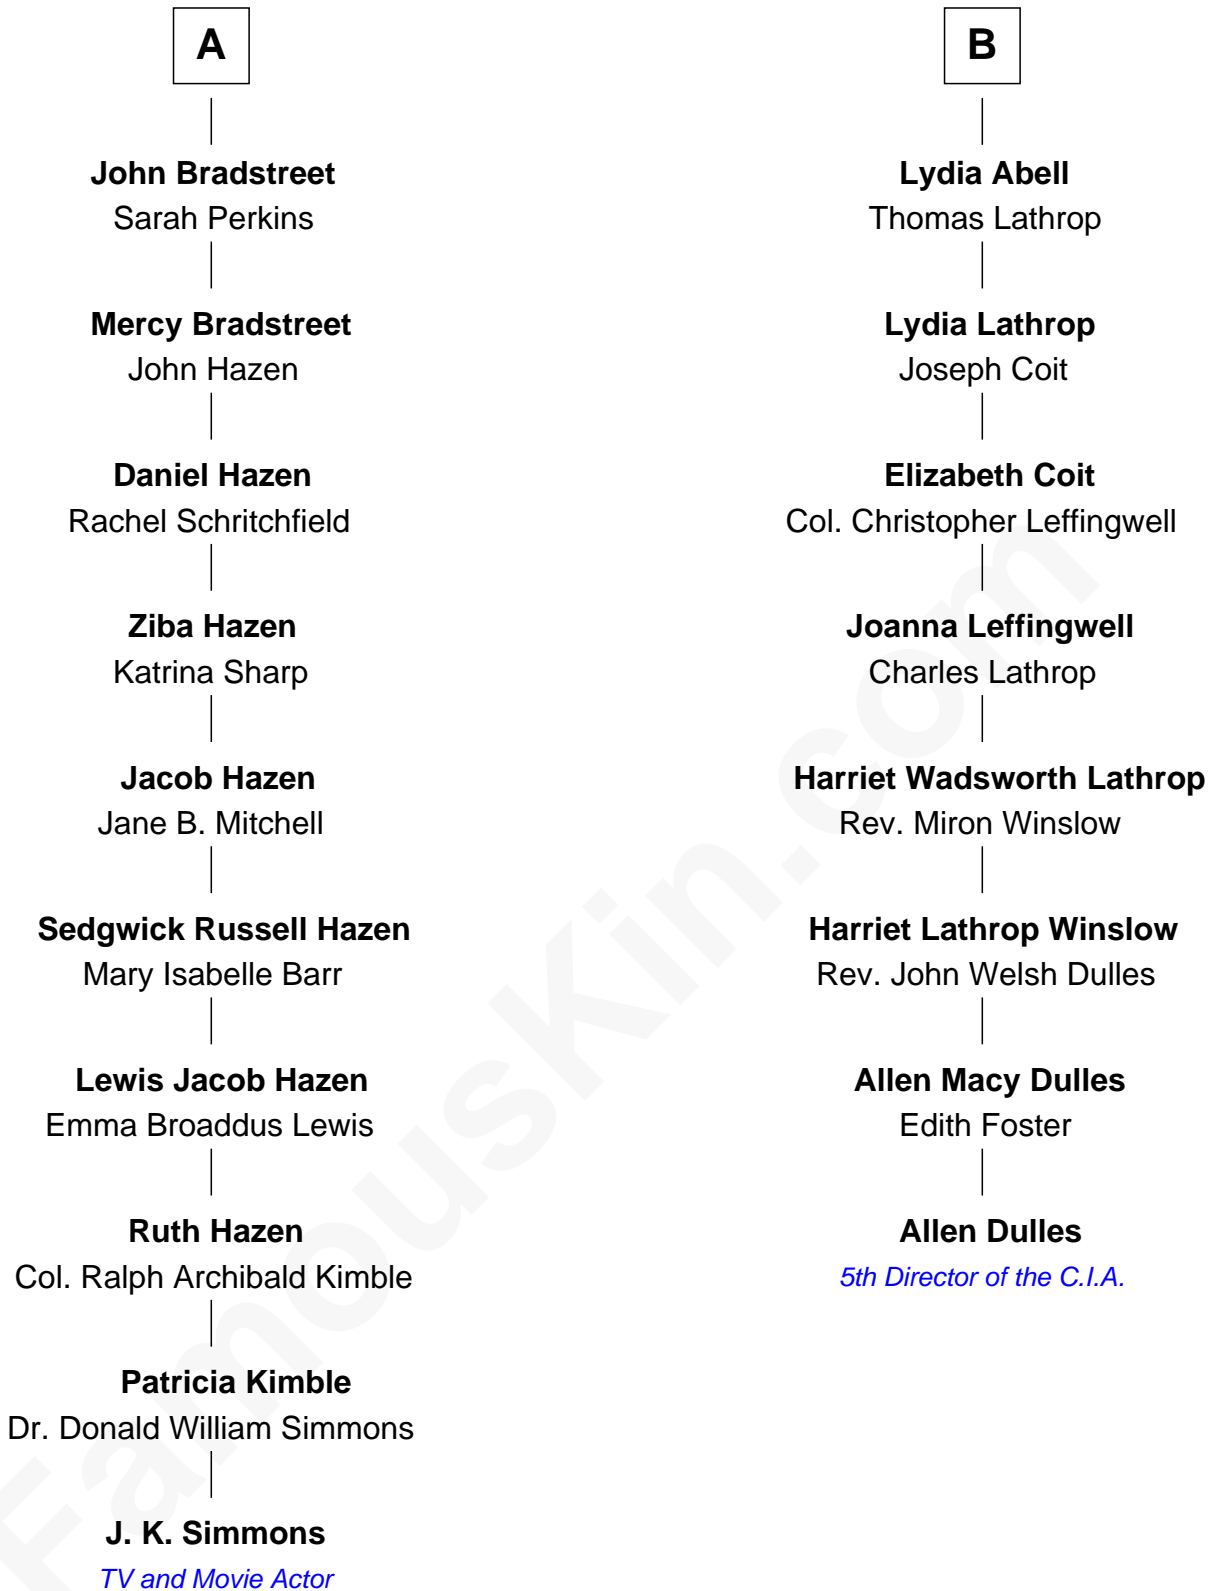 A
John Bradstreet
Sarah Perkins
Mercy Bradstreet
John Hazen
Daniel Hazen
Rachel Schritchfield
Ziba Hazen
Katrina Sharp
Jacob Hazen
Jane B. Mitchell
Sedgwick Russell Hazen
Mary Isabelle Barr
Lewis Jacob Hazen
Emma Broaddus Lewis
Ruth Hazen
Col. Ralph Archibald Kimble
Patricia Kimble
Dr. Donald William Simmons
J. K. Simmons
TV and Movie Actor
B
Lydia Abell
Thomas Lathrop
Lydia Lathrop
Joseph Coit
Elizabeth Coit
Col. Christopher Leffingwell
Joanna Leffingwell
Charles Lathrop
Harriet Wadsworth Lathrop
Rev. Miron Winslow
Harriet Lathrop Winslow
Rev. John Welsh Dulles
Allen Macy Dulles
Edith Foster
Allen Dulles
5th Director of the C.I.A.
FamousKin.com